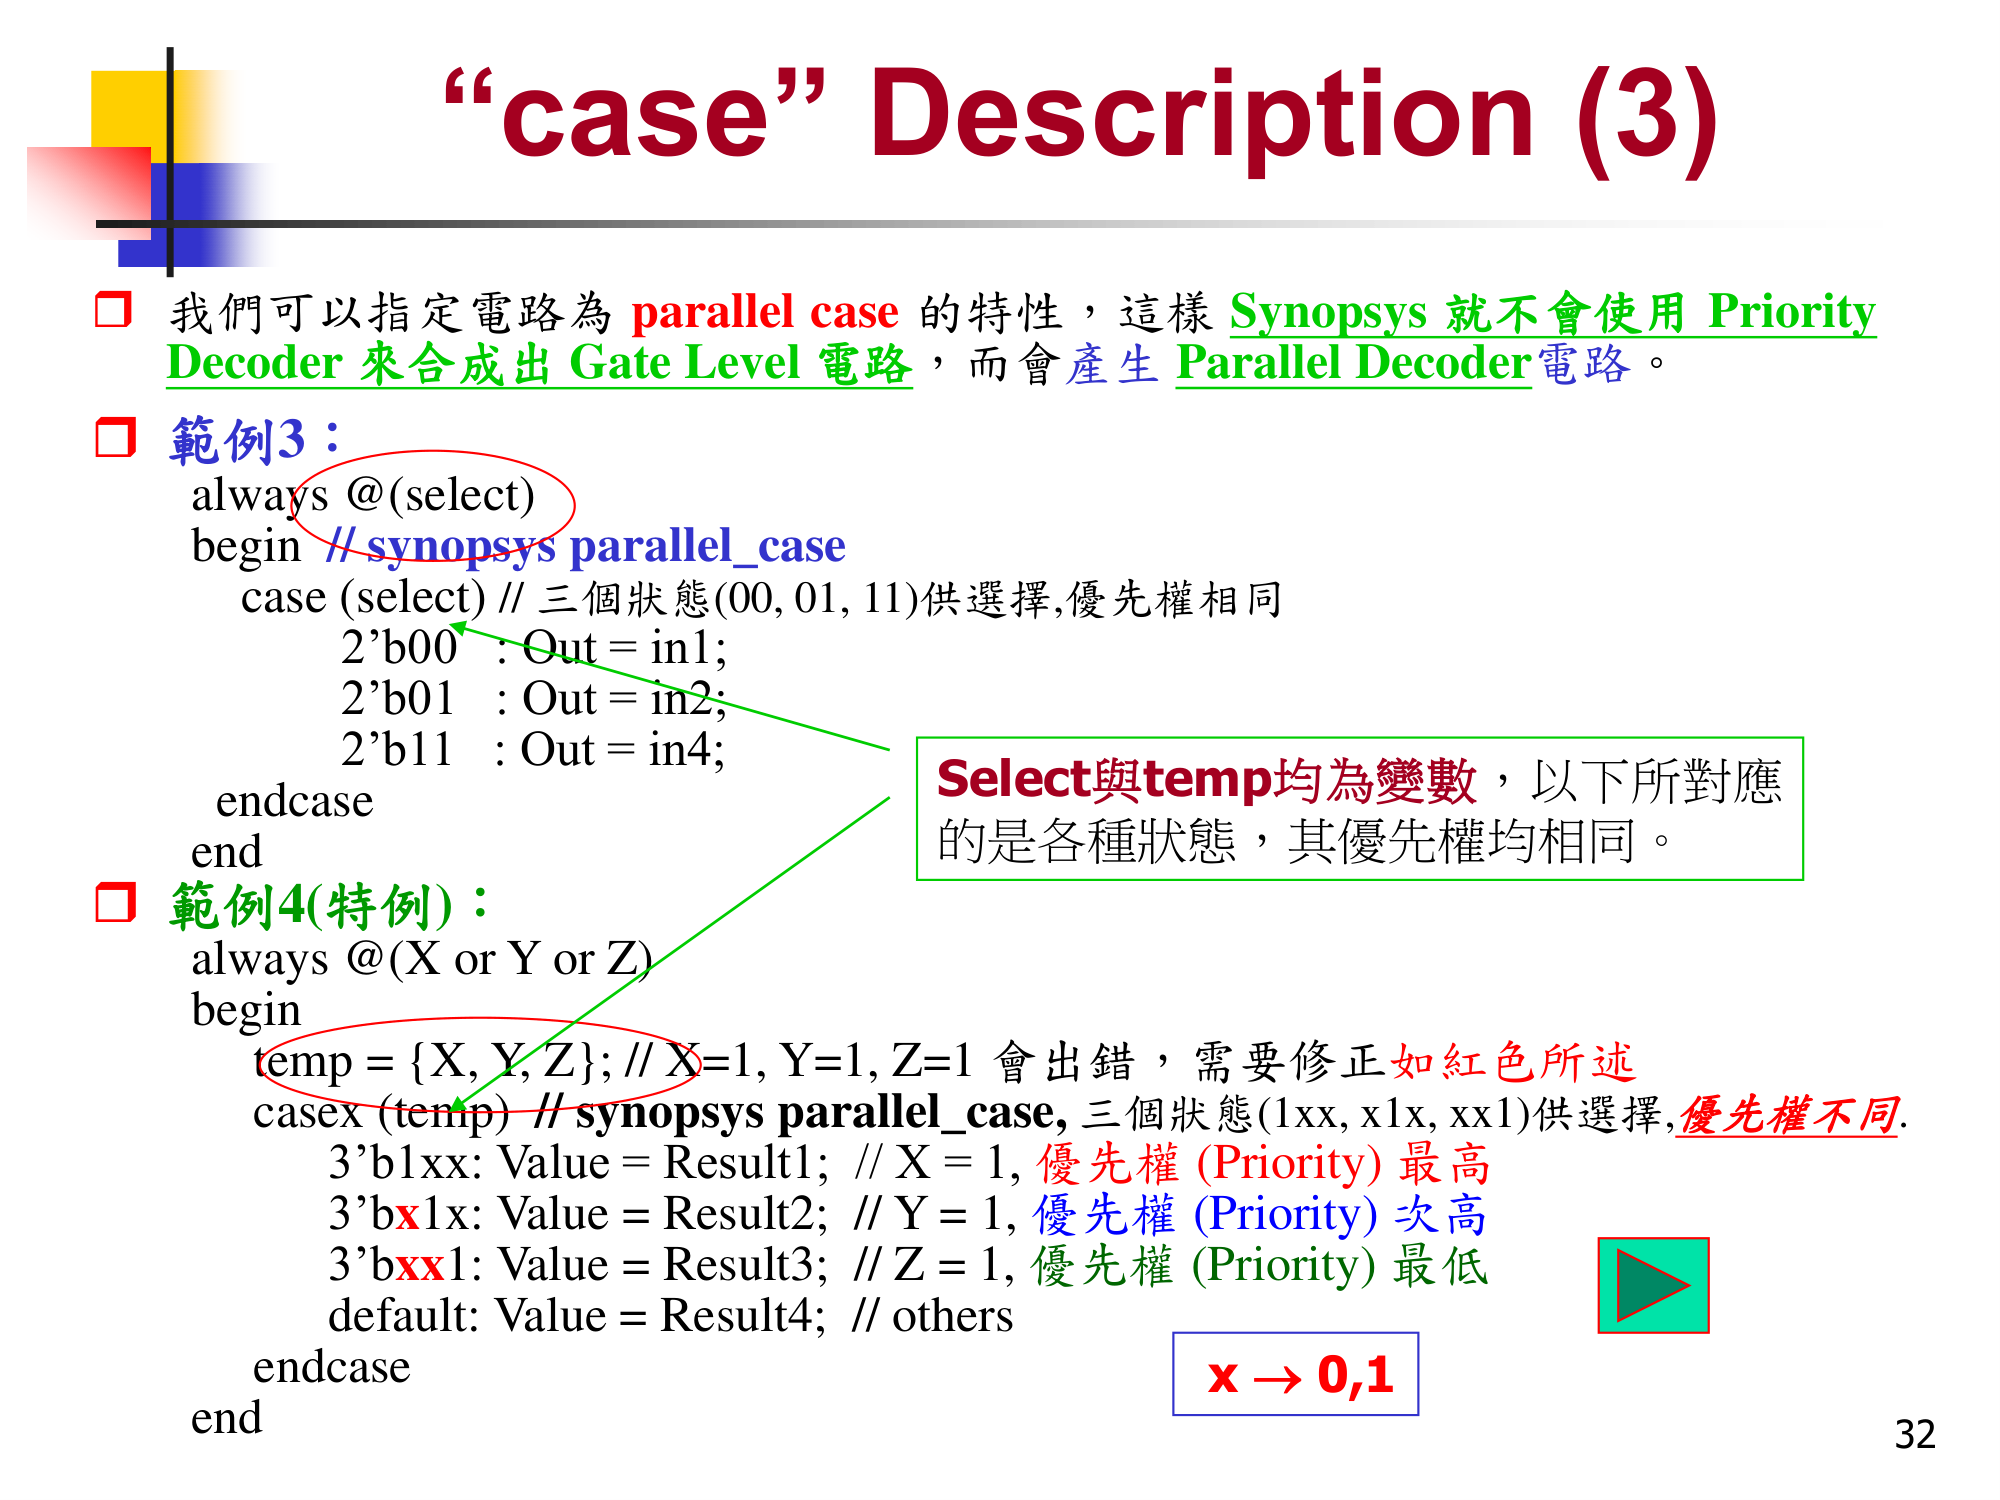 “case” Description (3)
我們可以指定電路為 parallel case 的特性，這樣 Synopsys 就不會使用 Priority
Decoder 來合成出 Gate Level 電路，而會產生 Parallel Decoder電路。
範例3：
always @(select)
begin // synopsys parallel_case
case (select) // 三個狀態(00, 01, 11)供選擇,優先權相同
2’b00 : Out = in1;
2’b01 : Out = in2;
2’b11 : Out = in4;
endcase
end
Select與temp均為變數，以下所對應
的是各種狀態，其優先權均相同。
範例4(特例)：
always @(X or Y or Z)
begin
temp = {X, Y, Z}; // X=1, Y=1, Z=1 會出錯，需要修正如紅色所述
casex (temp) // synopsys parallel_case, 三個狀態(1xx, x1x, xx1)供選擇,優先權不同.
3’b1xx: Value = Result1; // X = 1, 優先權 (Priority) 最高
3’bx1x: Value = Result2; // Y = 1, 優先權 (Priority) 次高
3’bxx1: Value = Result3; // Z = 1, 優先權 (Priority) 最低
default: Value = Result4; // others
endcase
end
x → 0,1
32